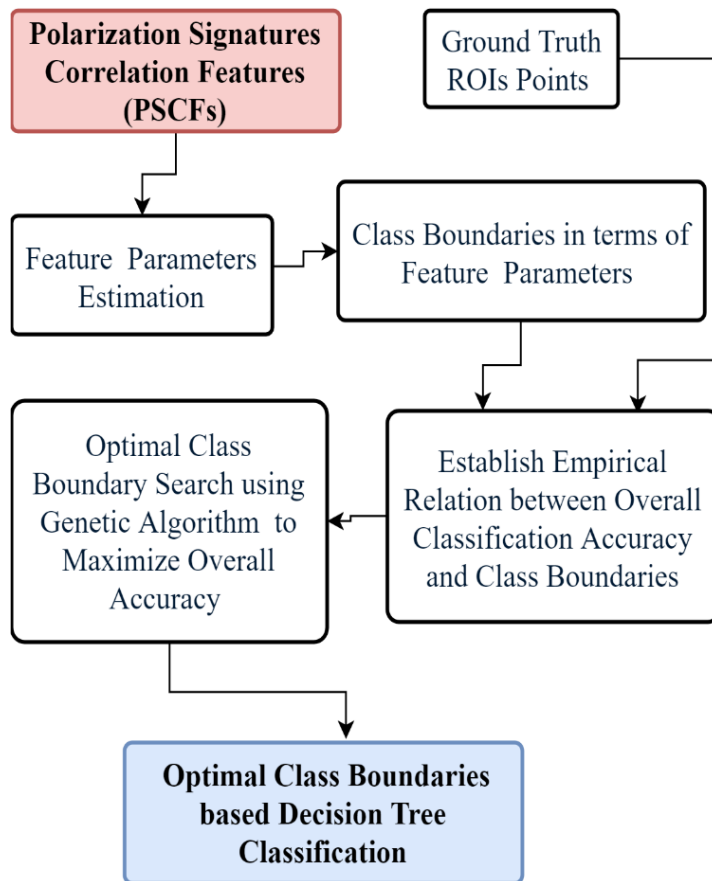 Polarization Signatures
Correlation Features
(PSCFs)
Ground Truth
ROIs Points
Feature Parameters
Estimation
Class Boundaries in terms of
Feature Parameters
Optimal Class
Boundary Search using
Genetic Algorithm to
Maximize Overall
Accuracy
Establish Empirical
Relation between Overall
Classification Accuracy
and Class Boundaries
Optimal Class Boundaries
based Decision Tree
Classification